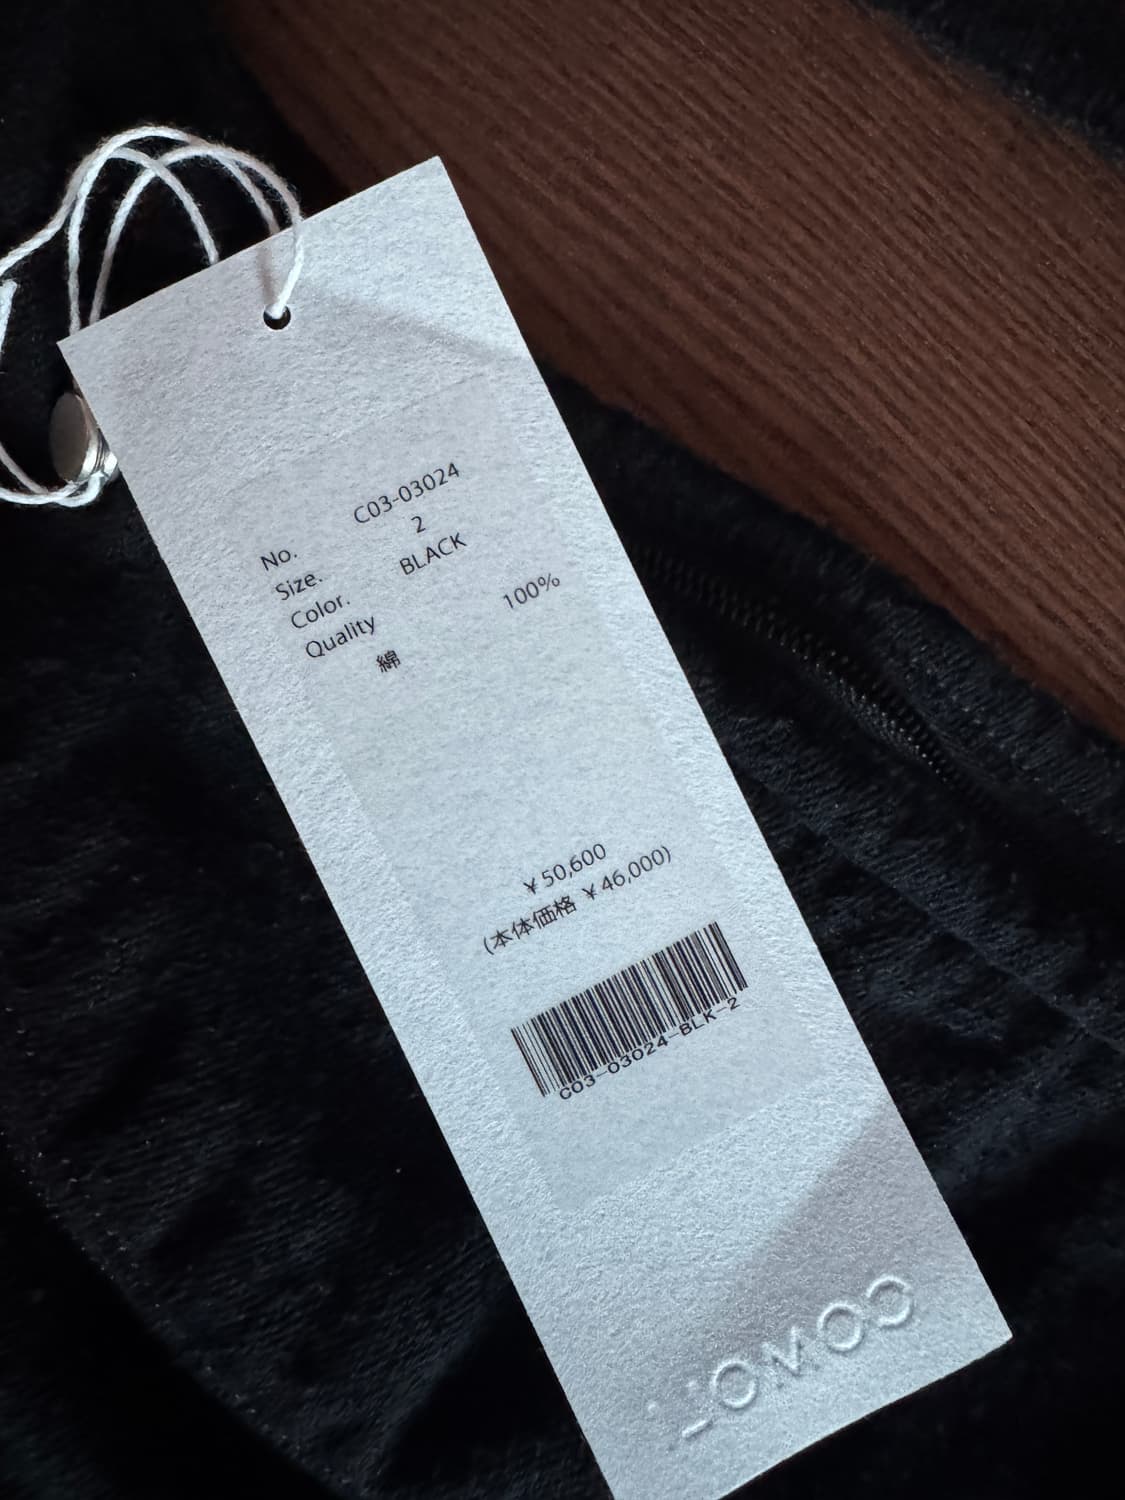 No. C03-03024
Size. 2
Color. BLACK
Quality
綿 100%
¥50,600
(本体価格 ¥46,000)
C03-03024-BLK-2